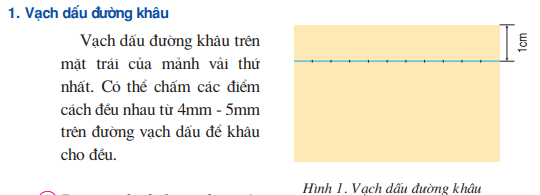 1. Vạch dấu đường khâu
Vạch dấu đường khâu trên
mặt trái của mảnh vải thứ
nhất. Có thể chấm các điểm
cách đều nhau từ 4mm - 5mm
trên đường vạch dấu để khâu
cho đều.
1cm
Hình 1. Vạch dấu đường khâu